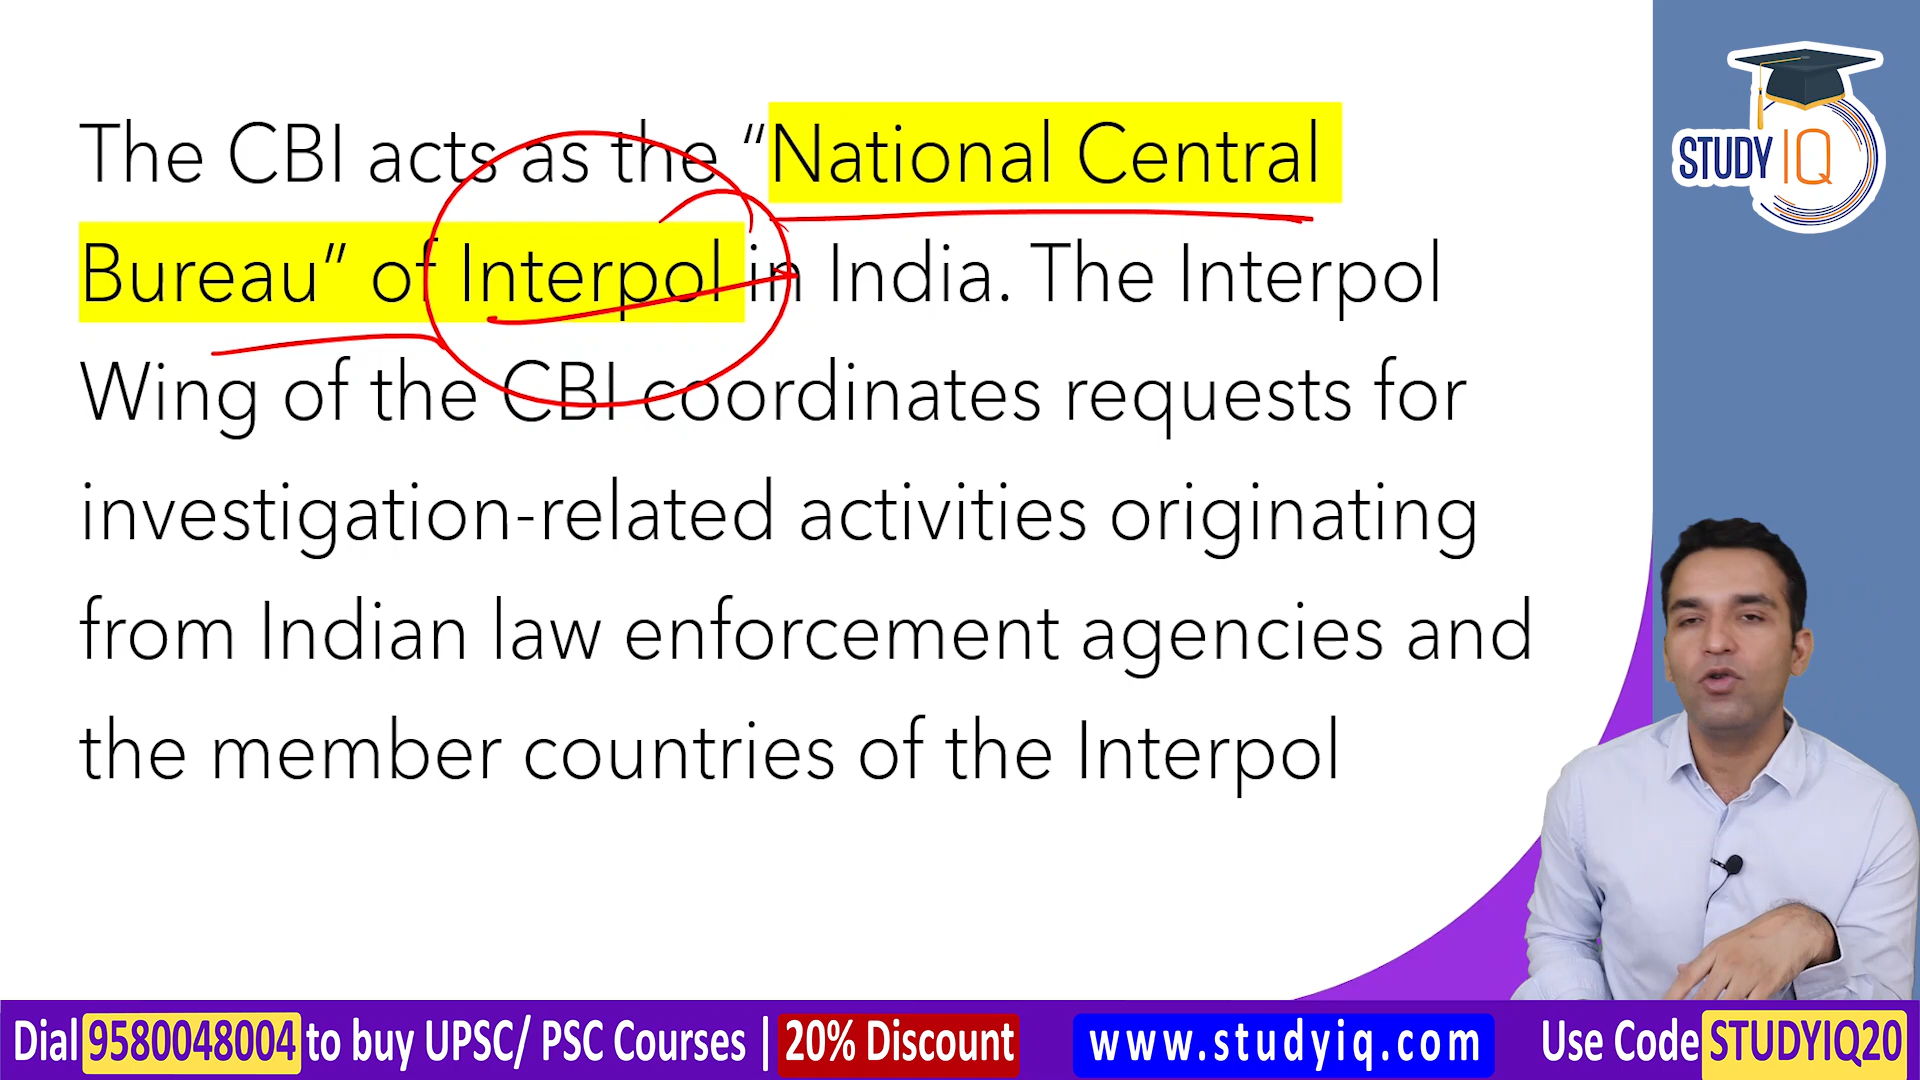 The CBI acts as the “National Central
Bureau” of Interpol in India. The Interpol
Wing of the CBI coordinates requests for
investigation-related activities originating
from Indian law enforcement agencies and
the member countries of the Interpol
STUDY IQ
Dial 9580048004 to buy UPSC/ PSC Courses | 20% Discount www.studyiq.com Use Code STUDYIQ20